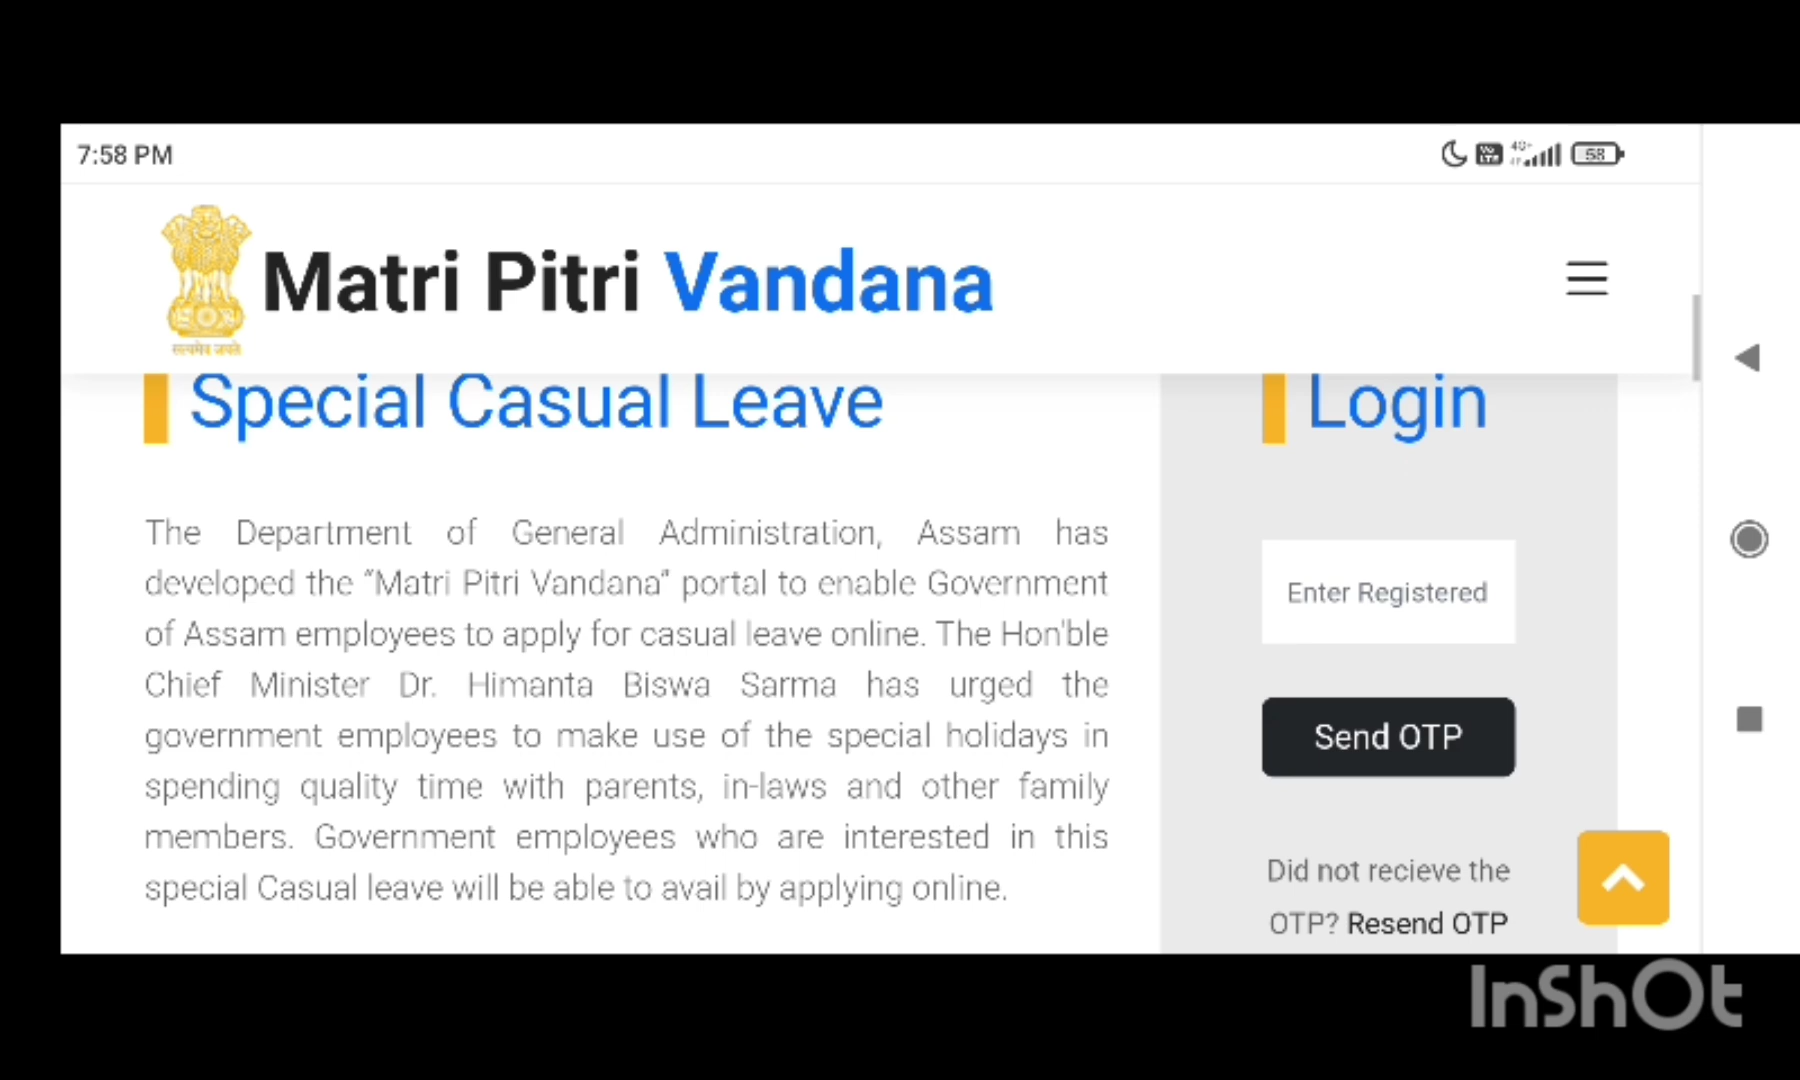 7:58 PM
58
Matri Pitri Vandana
सत्यमेव जयते
Special Casual Leave
Login
The Department of General Administration, Assam has
developed the “Matri Pitri Vandana” portal to enable Government
of Assam employees to apply for casual leave online. The Hon'ble
Chief Minister Dr. Himanta Biswa Sarma has urged the
government employees to make use of the special holidays in
spending quality time with parents, in-laws and other family
members. Government employees who are interested in this
special Casual leave will be able to avail by applying online.
Enter Registered
Send OTP
Did not recieve the
OTP? Resend OTP
InShOt